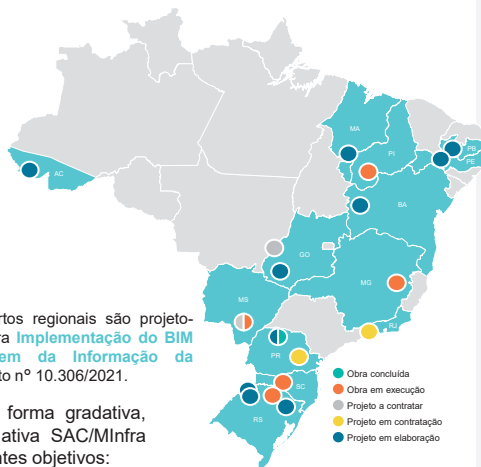 MA
PI
PB
PE
AC
BA
GO
MG
MS
RJ
PR
SC
RS
rtos regionais são projeto-
ra Implementação do BIM
em da Informação da
to nº 10.306/2021.
forma gradativa,
ativa SAC/MInfra
ntes objetivos:
Obra concluída
Obra em execução
Projeto a contratar
Projeto em contratação
Projeto em elaboração